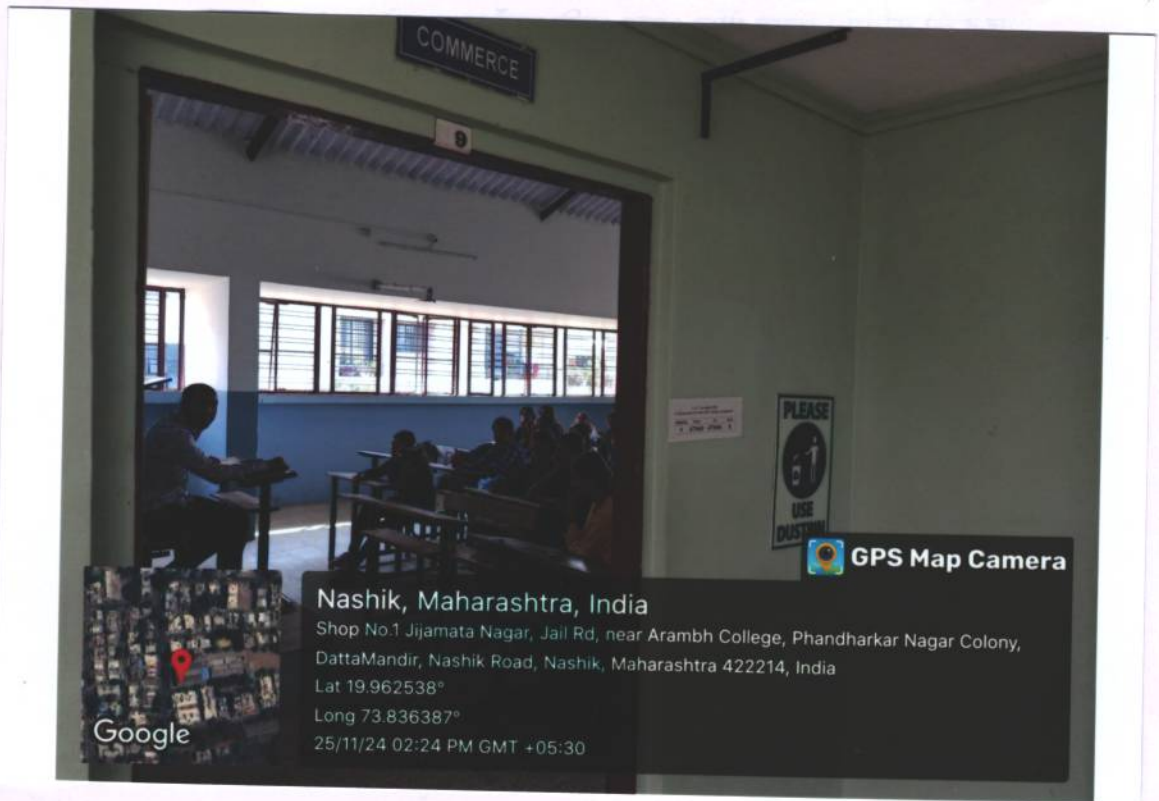 COMMERCE
9
PLEASE
USE
DUSTBIN
GPS Map Camera
Nashik, Maharashtra, India
Shop No.1 Jijamata Nagar, Jail Rd, near Arambh College, Phandharkar Nagar Colony,
DattaMandir, Nashik Road, Nashik, Maharashtra 422214, India
Lat 19.962538°
Long 73.836387°
25/11/24 02:24 PM GMT +05:30
Google